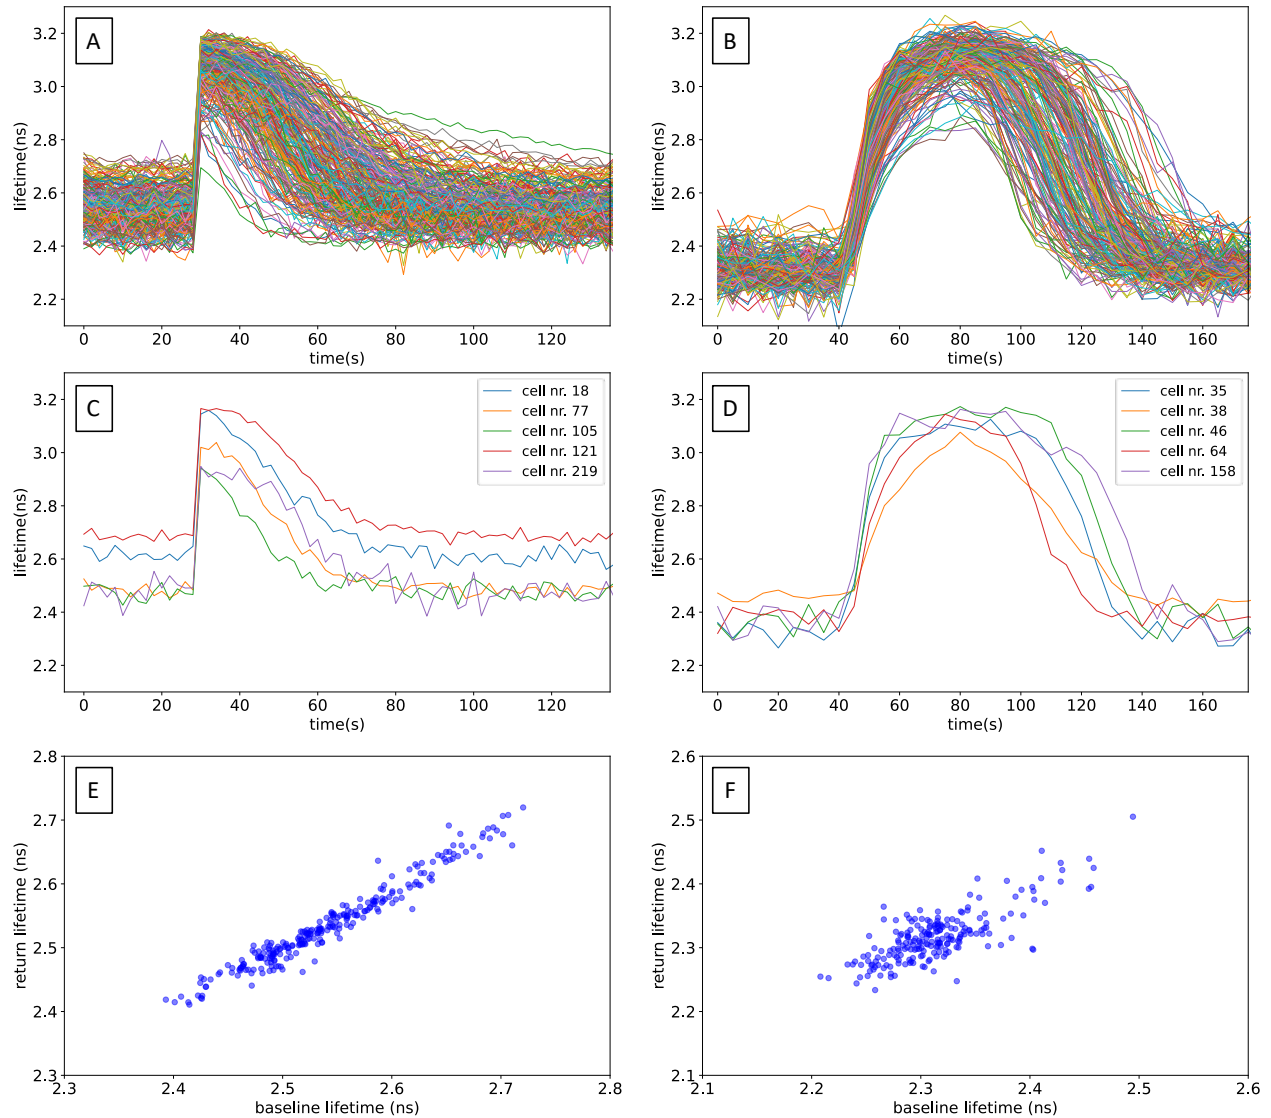 A
3.2
3.0
2.8
2.6
2.4
2.2
lifetime(ns)
0 20 40 60 80 100 120
time(s)
B
3.2
3.0
2.8
2.6
2.4
2.2
lifetime(ns)
0 20 40 60 80 100 120 140 160
time(s)
C
cell nr. 18
cell nr. 77
cell nr. 105
cell nr. 121
cell nr. 219
3.2
3.0
2.8
2.6
2.4
2.2
lifetime(ns)
0 20 40 60 80 100 120
time(s)
D
cell nr. 35
cell nr. 38
cell nr. 46
cell nr. 64
cell nr. 158
3.2
3.0
2.8
2.6
2.4
2.2
lifetime(ns)
0 20 40 60 80 100 120 140 160
time(s)
E
2.8
2.7
2.6
2.5
2.4
2.3
return lifetime (ns)
2.3 2.4 2.5 2.6 2.7 2.8
baseline lifetime (ns)
F
2.6
2.5
2.4
2.3
2.2
2.1
return lifetime (ns)
2.1 2.2 2.3 2.4 2.5 2.6
baseline lifetime (ns)